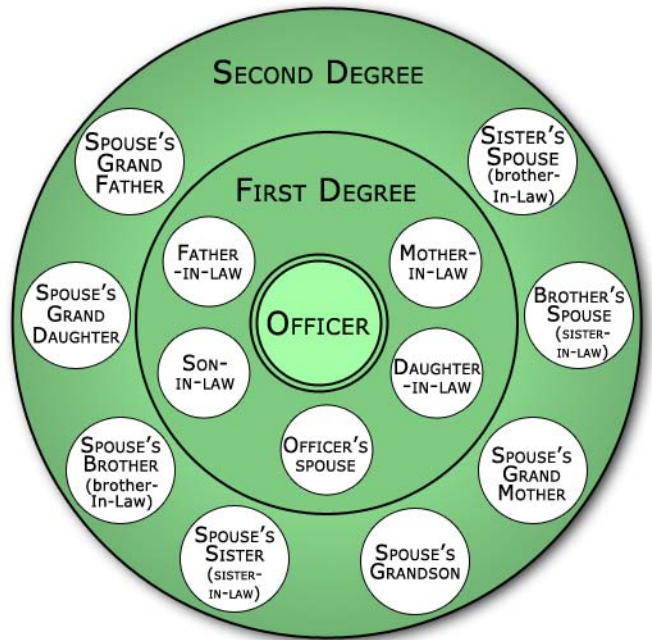 SECOND DEGREE
SPOUSE'S
GRAND
FATHER
SISTER'S
SPOUSE
(brother-
In-Law)
FIRST DEGREE
FATHER
-IN-LAW
MOTHER-
IN-LAW
SPOUSE'S
GRAND
DAUGHTER
OFFICER
BROTHER'S
SPOUSE
(SISTER-
IN-LAW)
SON-
IN-LAW
DAUGHTER
-IN-LAW
SPOUSE'S
BROTHER
(brother-
In-Law)
OFFICER'S
SPOUSE
SPOUSE'S
GRAND
MOTHER
SPOUSE'S
SISTER
(SISTER-
IN-LAW)
SPOUSE'S
GRANDSON